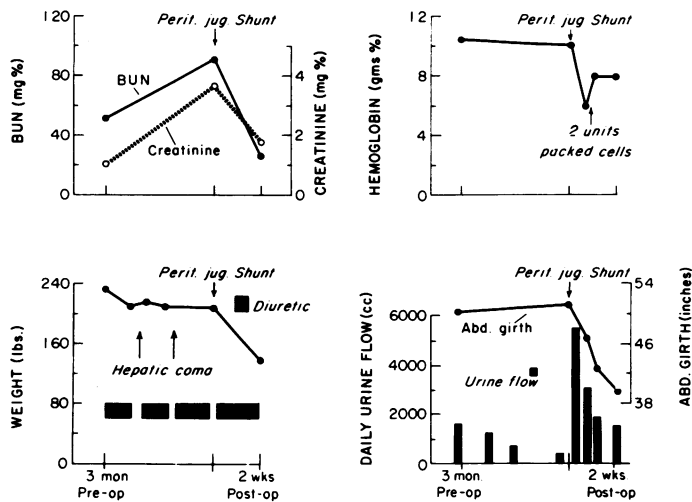 Perit. jug. Shunt
BUN (mg %)
120
80
40
0
BUN
Creatinine
4
2
0
CREATININE (mg %)
Perit. jug. Shunt
HEMOGLOBIN (gms %)
12
8
4
0
2 units
packed cells
Perit. jug. Shunt
WEIGHT (lbs.)
240
160
80
0
Diuretic
Hepatic coma
3 mon.
Pre-op
2 wks
Post-op
Perit. jug. Shunt
DAILY URINE FLOW (cc)
6000
4000
2000
0
Abd. girth
Urine flow
54
46
38
ABD. GIRTH (inches)
3 mon.
Pre-op
2 wks.
Post-op